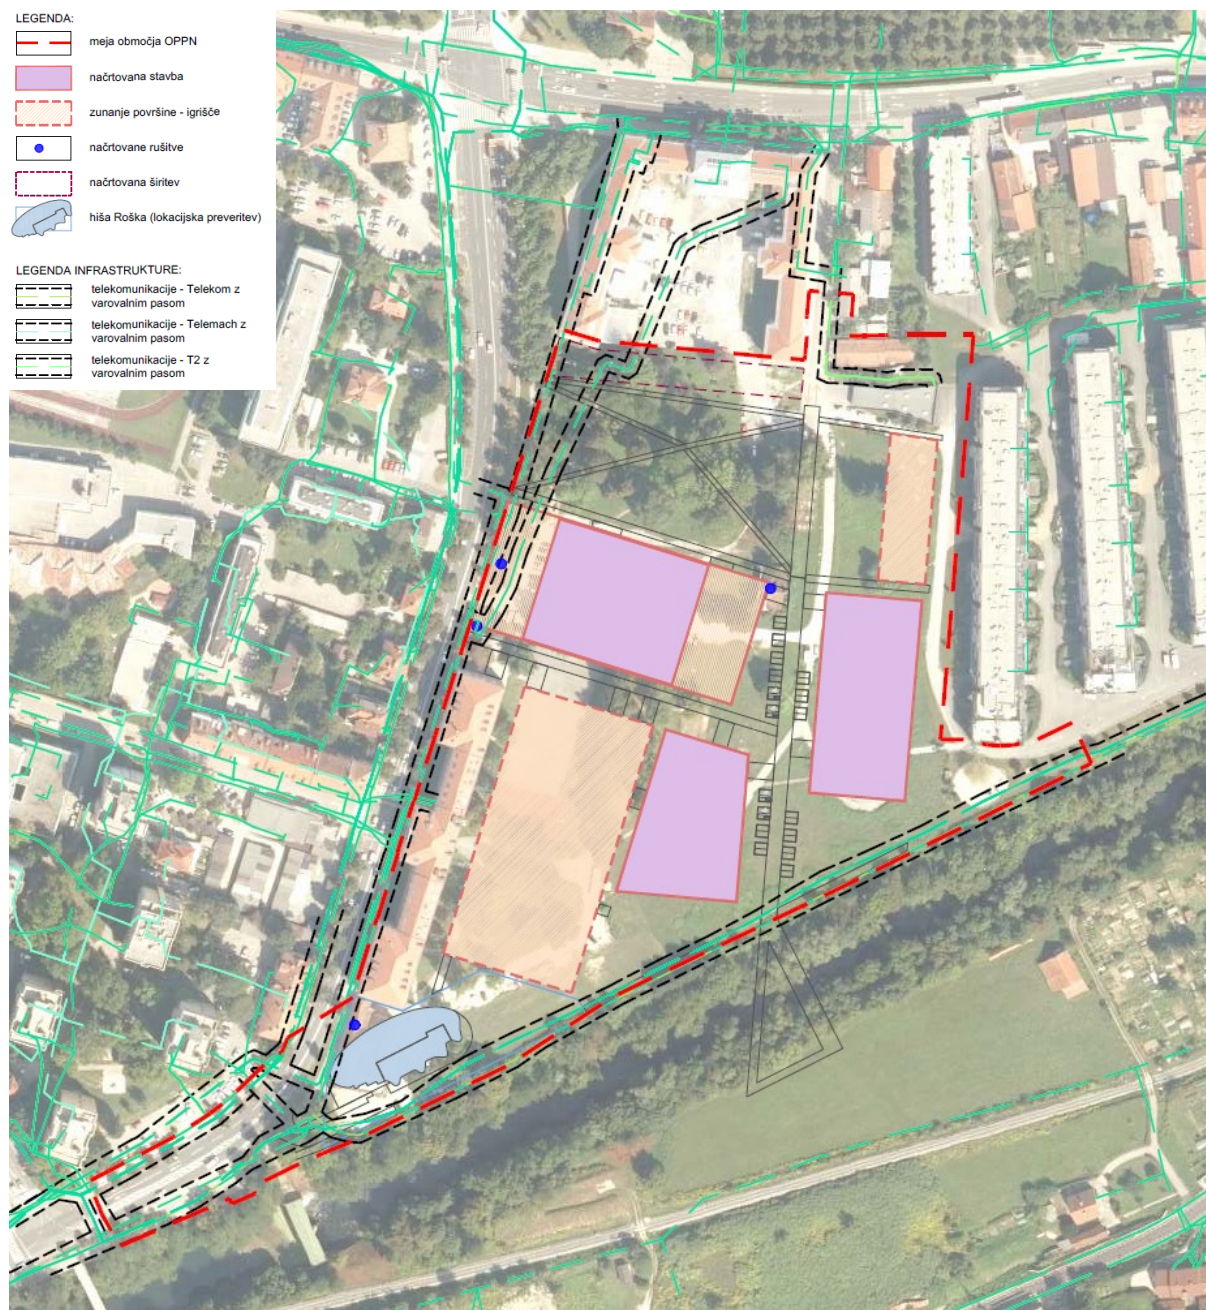 LEGENDA:
meja območja OPPN
načrtovana stavba
zunanje površine - igrišče
načrtovane rušitve
načrtovana širitev
hiša Roška (lokacijska preveritev)
LEGENDA INFRASTRUKTURE:
telekomunikacije - Telekom z
varovalnim pasom
telekomunikacije - Telemach z
varovalnim pasom
telekomunikacije - T2 z
varovalnim pasom